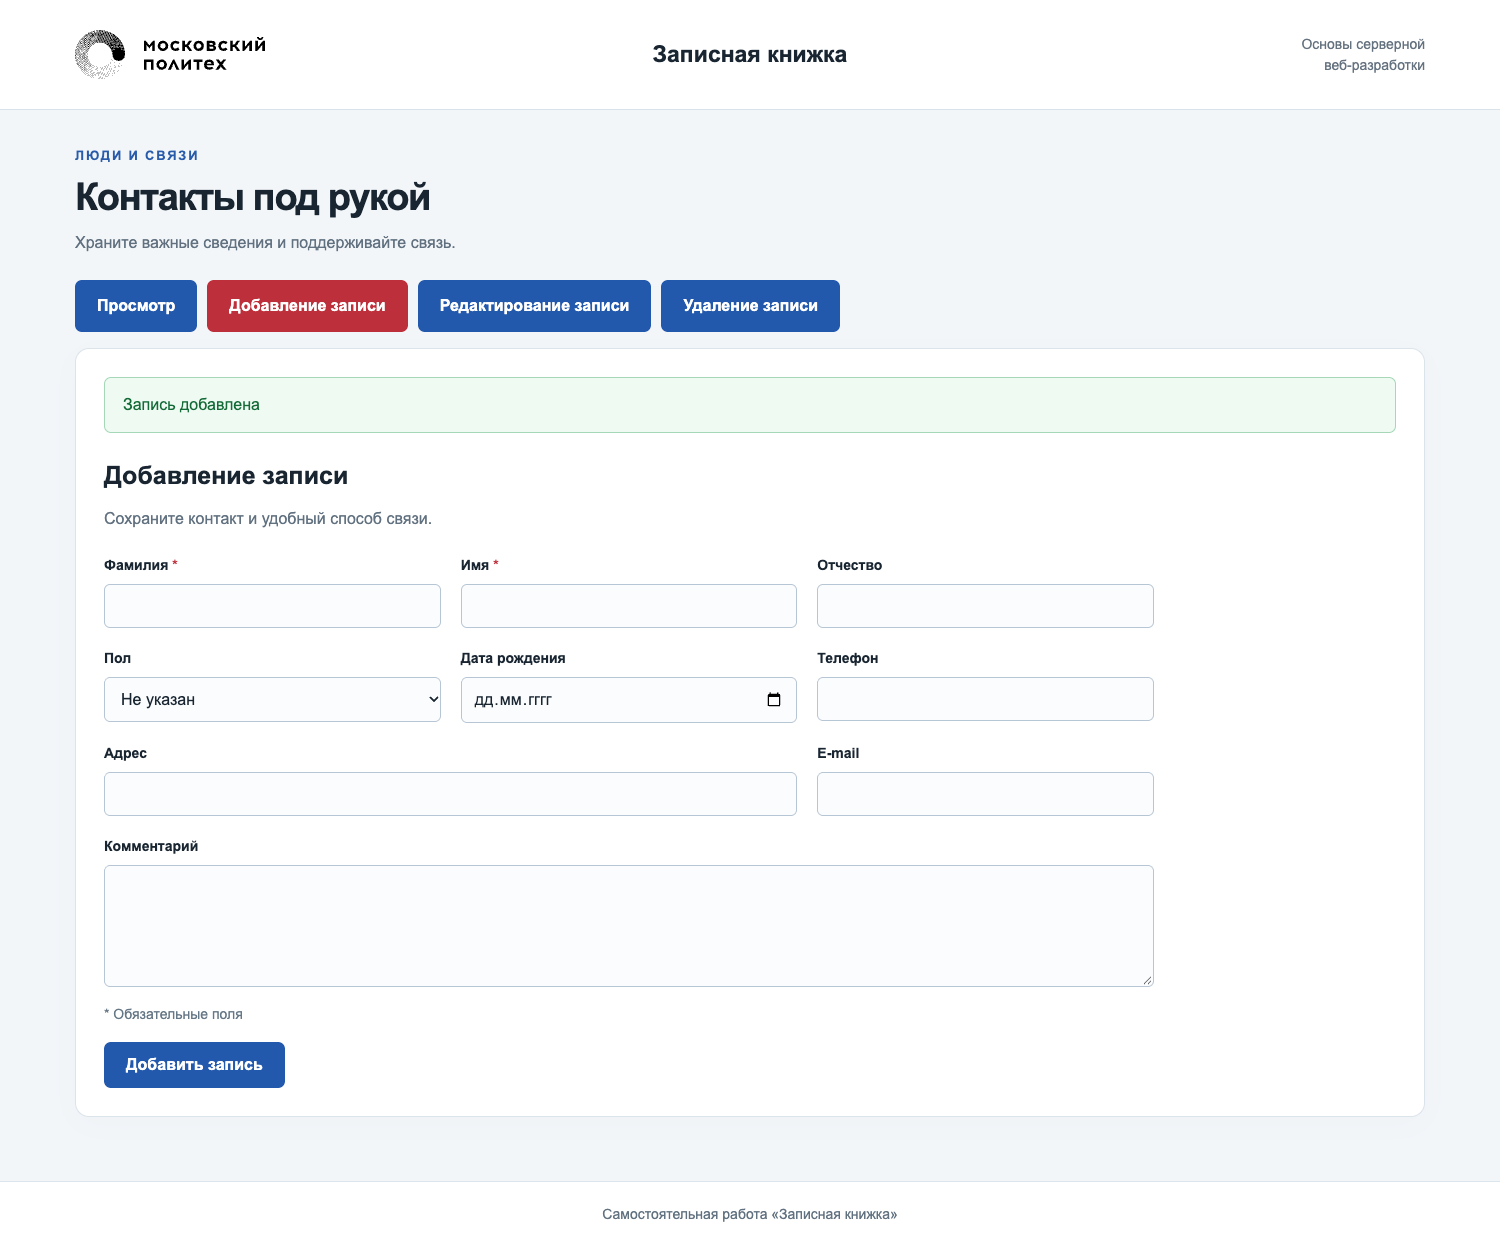 московский
политех
Записная книжка
Основы серверной
веб-разработки
ЛЮДИ И СВЯЗИ
Контакты под рукой
Храните важные сведения и поддерживайте связь.
Просмотр
Добавление записи
Редактирование записи
Удаление записи
Запись добавлена
Добавление записи
Сохраните контакт и удобный способ связи.
Фамилия *
Имя *
Отчество
Пол
Дата рождения
Телефон
Не указан
дд.мм.гггг
Адрес
E-mail
Комментарий
* Обязательные поля
Добавить запись
Самостоятельная работа «Записная книжка»